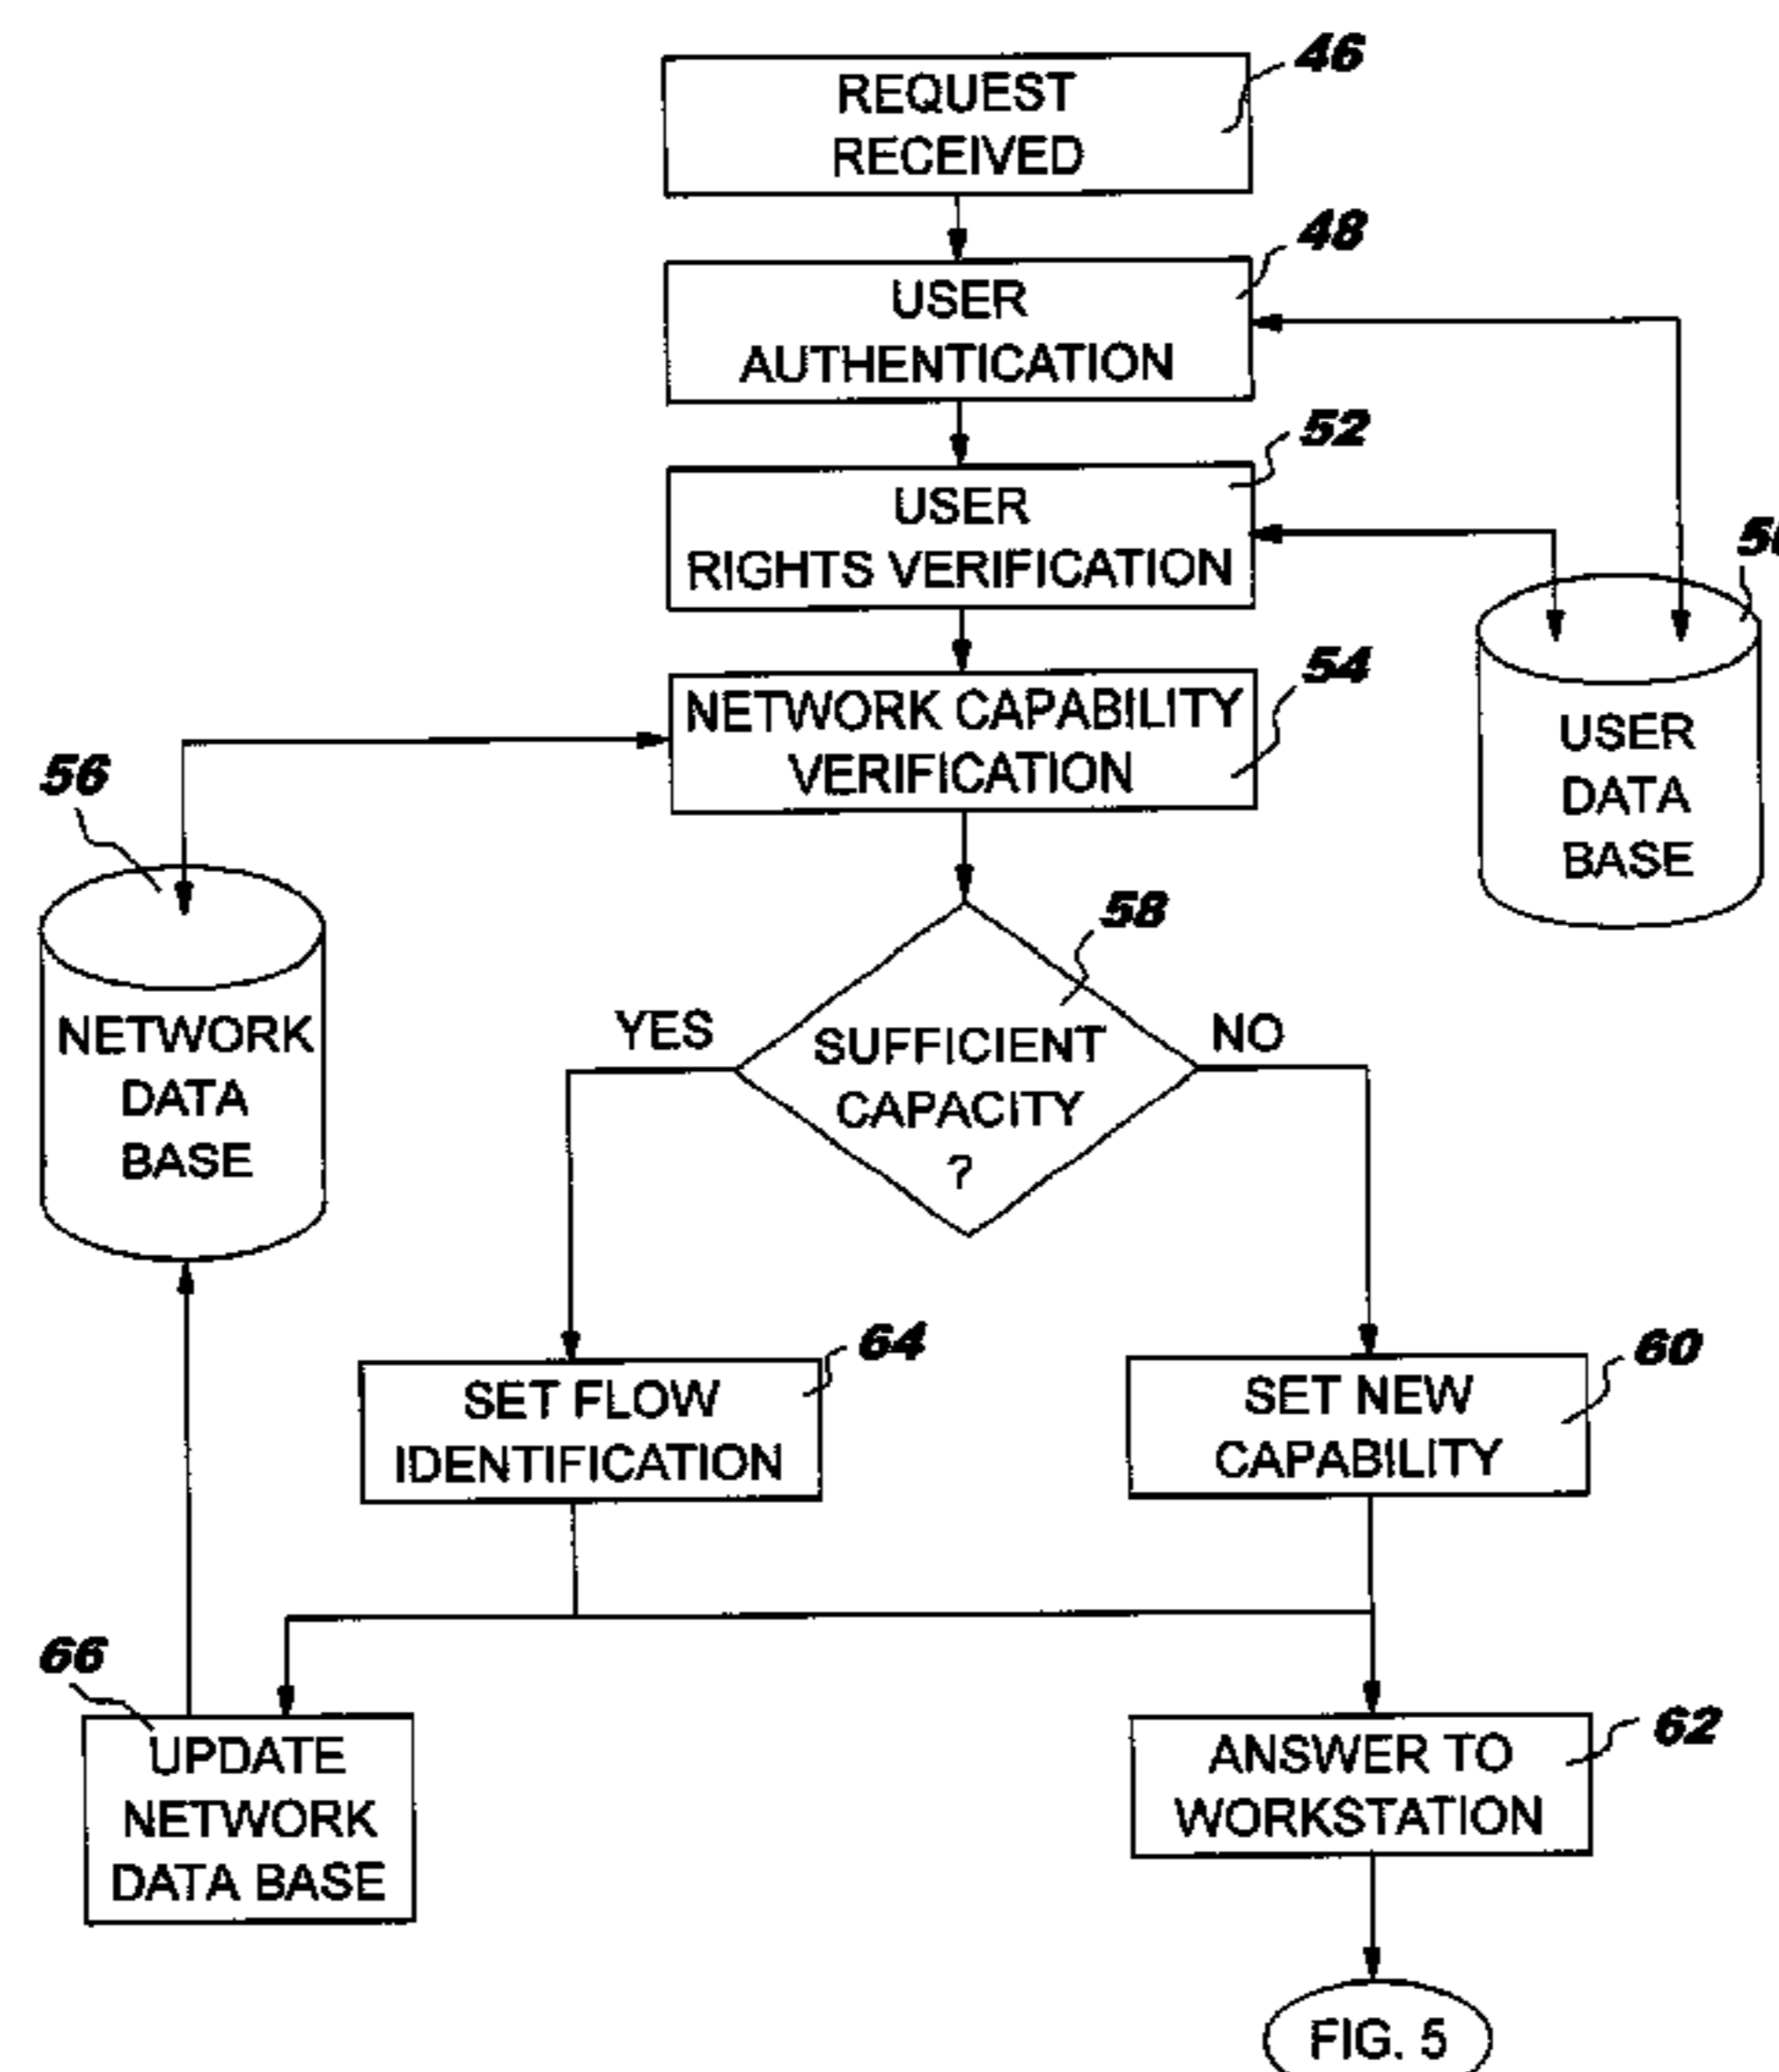 46
REQUEST
RECEIVED
48
USER
AUTHENTICATION
52
USER
RIGHTS VERIFICATION
54
NETWORK CAPABILITY
VERIFICATION
USER
DATA
BASE
56
NETWORK
DATA
BASE
58
YES
SUFFICIENT
CAPACITY
?
NO
64
SET FLOW
IDENTIFICATION
60
SET NEW
CAPABILITY
66
UPDATE
NETWORK
DATA BASE
62
ANSWER TO
WORKSTATION
FIG. 5